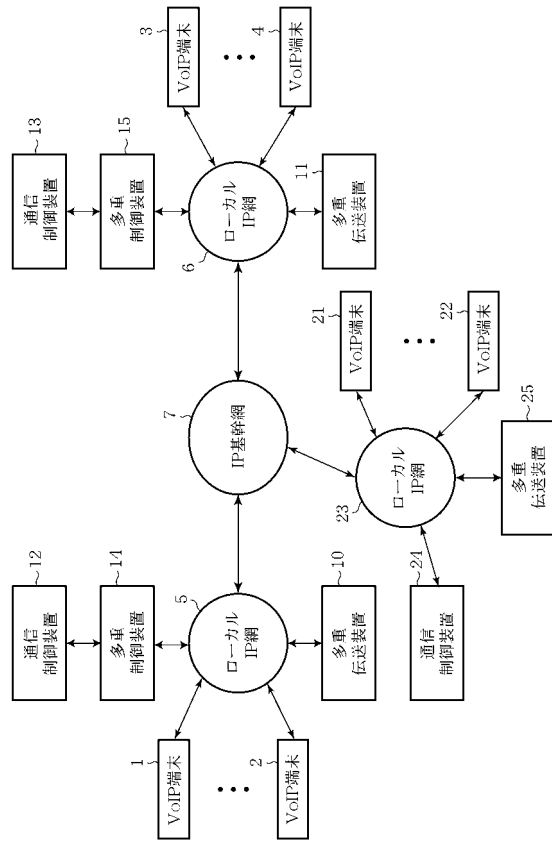 12
通信
制御装置
14
多重
制御装置
5
ローカル
IP網
1
VoIP端末
2
VoIP端末
10
多重
伝送装置
7
IP基幹網
13
通信
制御装置
15
多重
制御装置
6
ローカル
IP網
3
VoIP端末
4
VoIP端末
11
多重
伝送装置
23
ローカル
IP網
21
VoIP端末
22
VoIP端末
24
通信
制御装置
25
多重
伝送装置